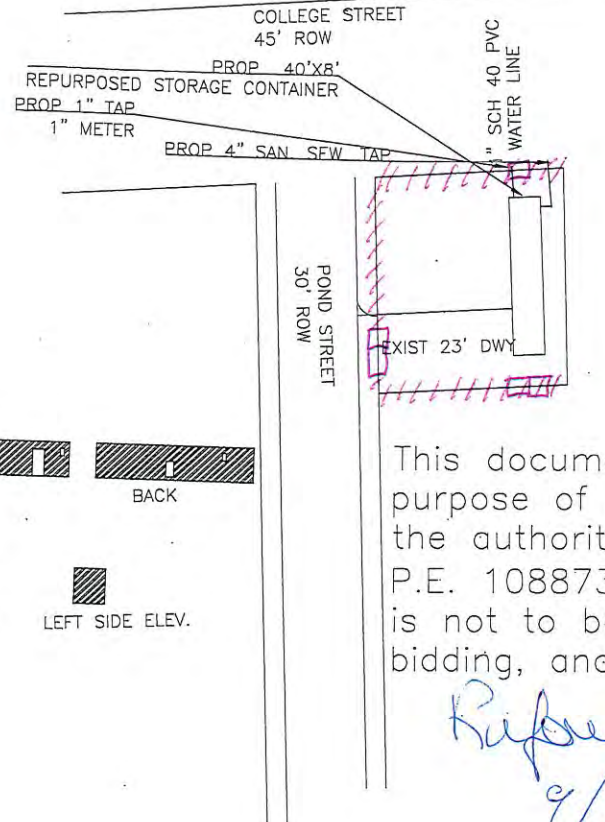 COLLEGE STREET
45' ROW
PROP 40'X8'
REPURPOSED STORAGE CONTAINER
PROP 1" TAP
1" METER
PROP 4" SAN. SEW TAP
" SCH 40 PVC
WATER LINE
POND STREET
30' ROW
EXIST 23' DWY
BACK
LEFT SIDE ELEV.
This docum
purpose of
the authorit
P.E. 108873
is not to b
bidding, and
9/